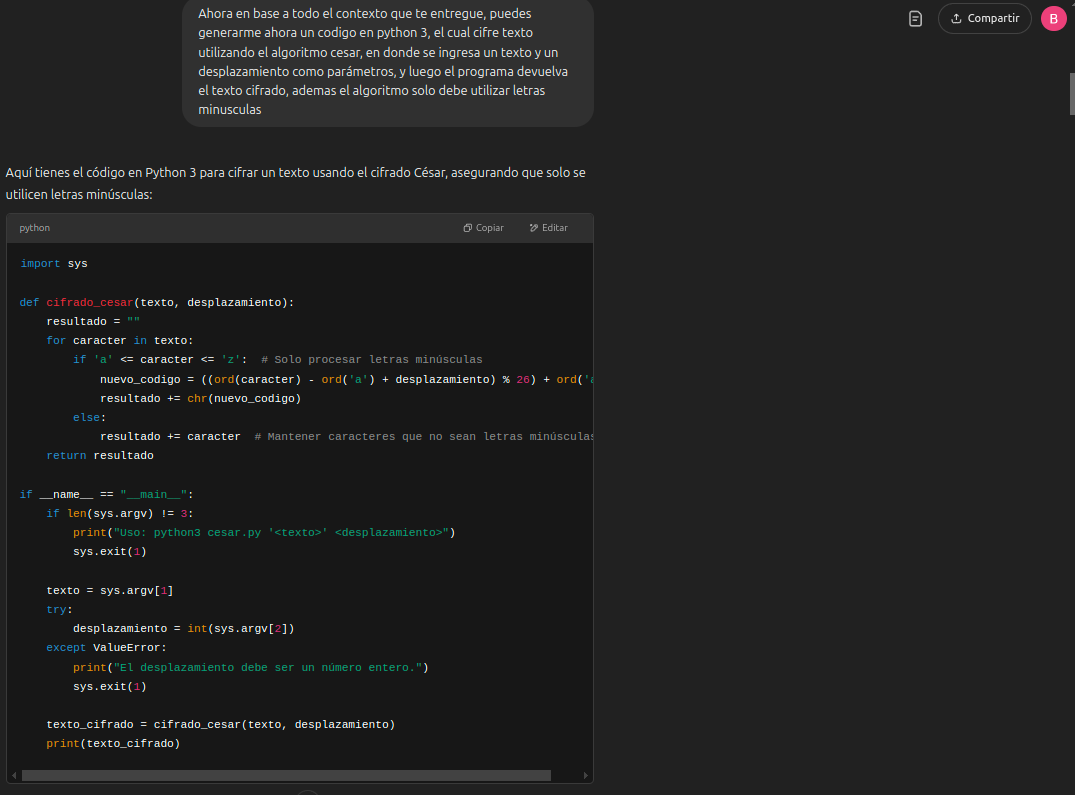 Ahora en base a todo el contexto que te entregue, puedes
generarme ahora un codigo en python 3, el cual cifre texto
utilizando el algoritmo cesar, en donde se ingresa un texto y un
desplazamiento como parámetros, y luego el programa devuelva
el texto cifrado, ademas el algoritmo solo debe utilizar letras
minusculas
Compartir
B
Aquí tienes el código en Python 3 para cifrar un texto usando el cifrado César, asegurando que solo se
utilicen letras minúsculas:
python
Copiar
Editar
import sys
def cifrado_cesar(texto, desplazamiento):
    resultado = ""
    for caracter in texto:
        if 'a' <= caracter <= 'z':  # Solo procesar letras minúsculas
            nuevo_codigo = ((ord(caracter) - ord('a') + desplazamiento) % 26) + ord('a
            resultado += chr(nuevo_codigo)
        else:
            resultado += caracter  # Mantener caracteres que no sean letras minúsculas
    return resultado
if __name__ == "__main__":
    if len(sys.argv) != 3:
        print("Uso: python3 cesar.py '<texto>' <desplazamiento>")
        sys.exit(1)
    texto = sys.argv[1]
    try:
        desplazamiento = int(sys.argv[2])
    except ValueError:
        print("El desplazamiento debe ser un número entero.")
        sys.exit(1)
    texto_cifrado = cifrado_cesar(texto, desplazamiento)
    print(texto_cifrado)